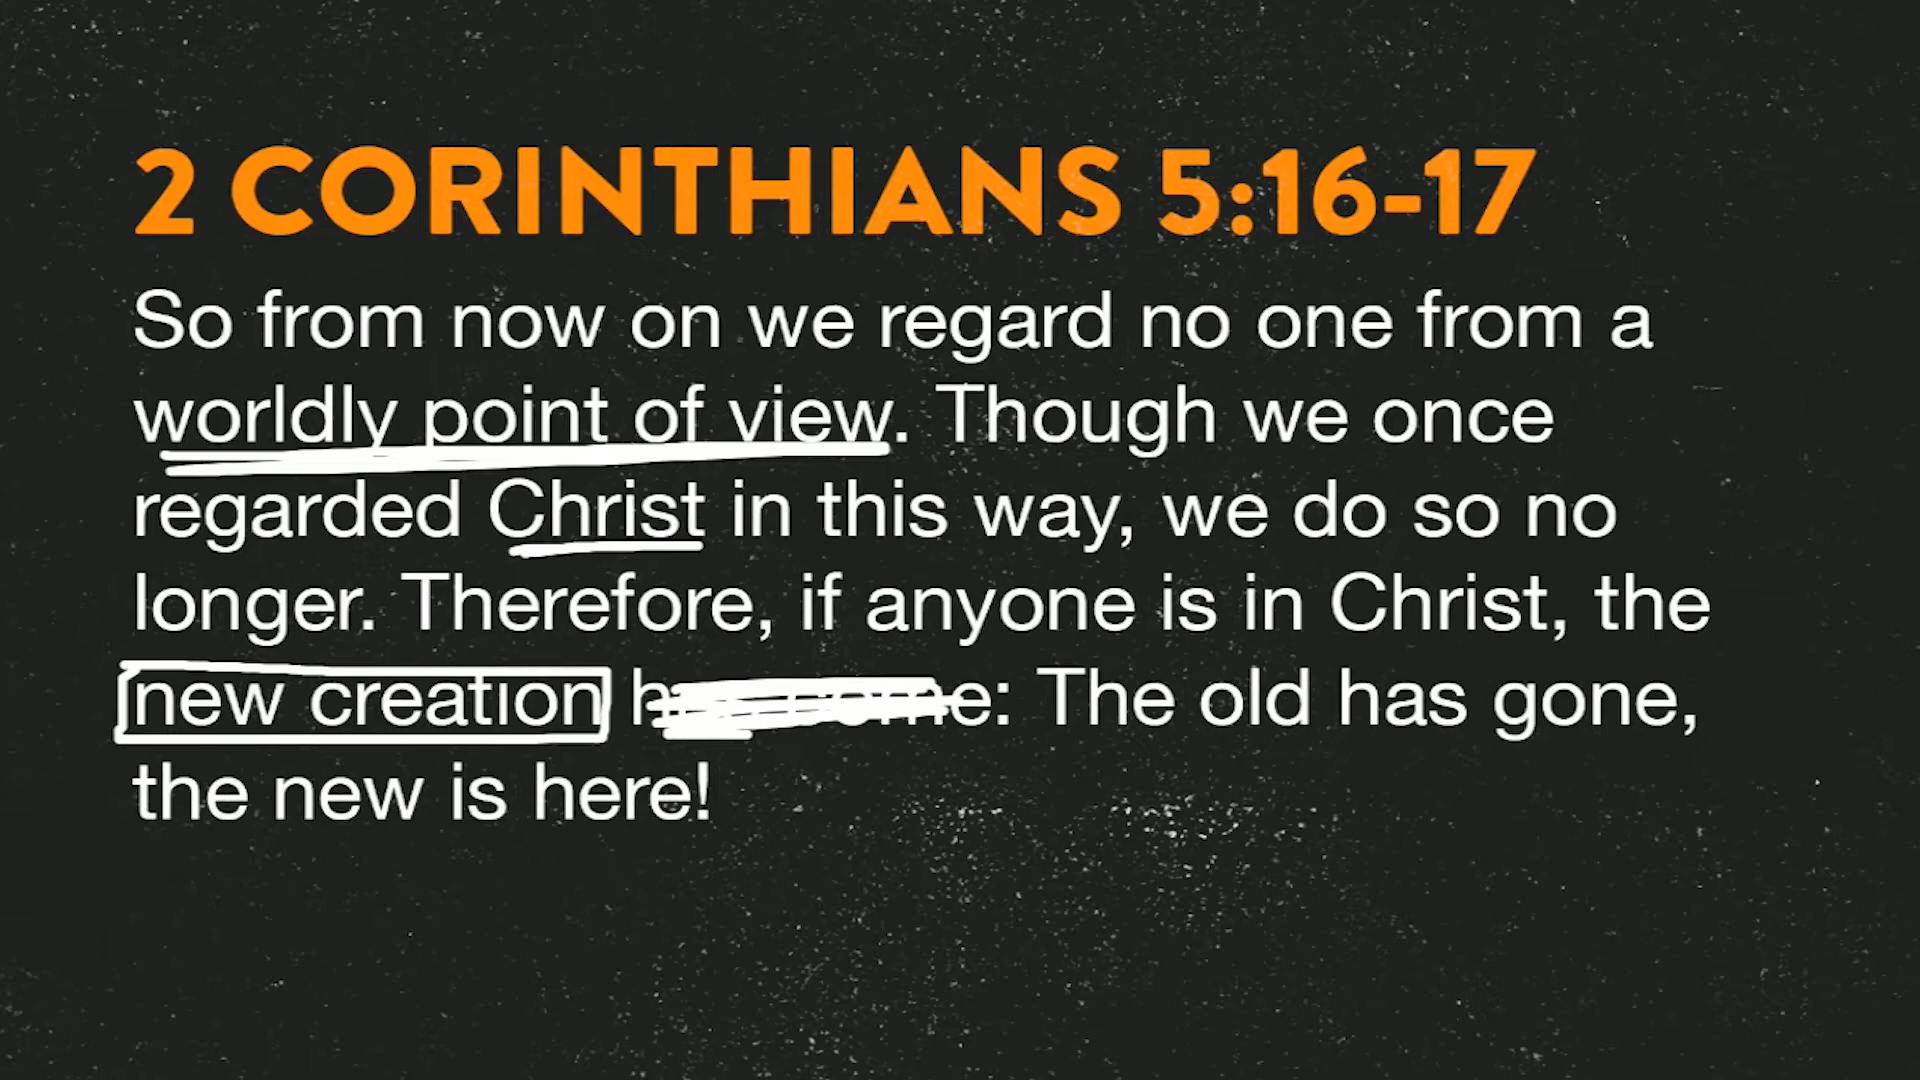 2 CORINTHIANS 5:16-17
So from now on we regard no one from a
worldly point of view. Though we once
regarded Christ in this way, we do so no
longer. Therefore, if anyone is in Christ, the
new creation has come: The old has gone,
the new is here!